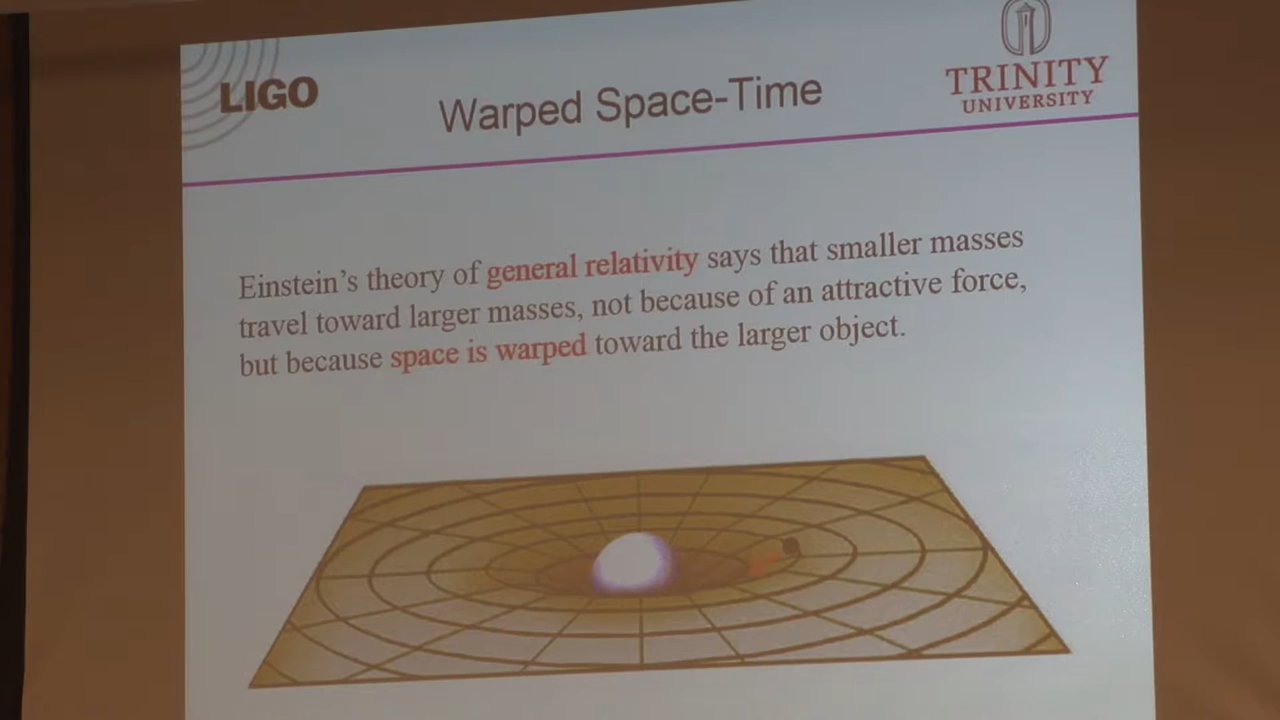 LIGO
Warped Space-Time
TRINITY
UNIVERSITY
Einstein's theory of general relativity says that smaller masses
travel toward larger masses, not because of an attractive force,
but because space is warped toward the larger object.